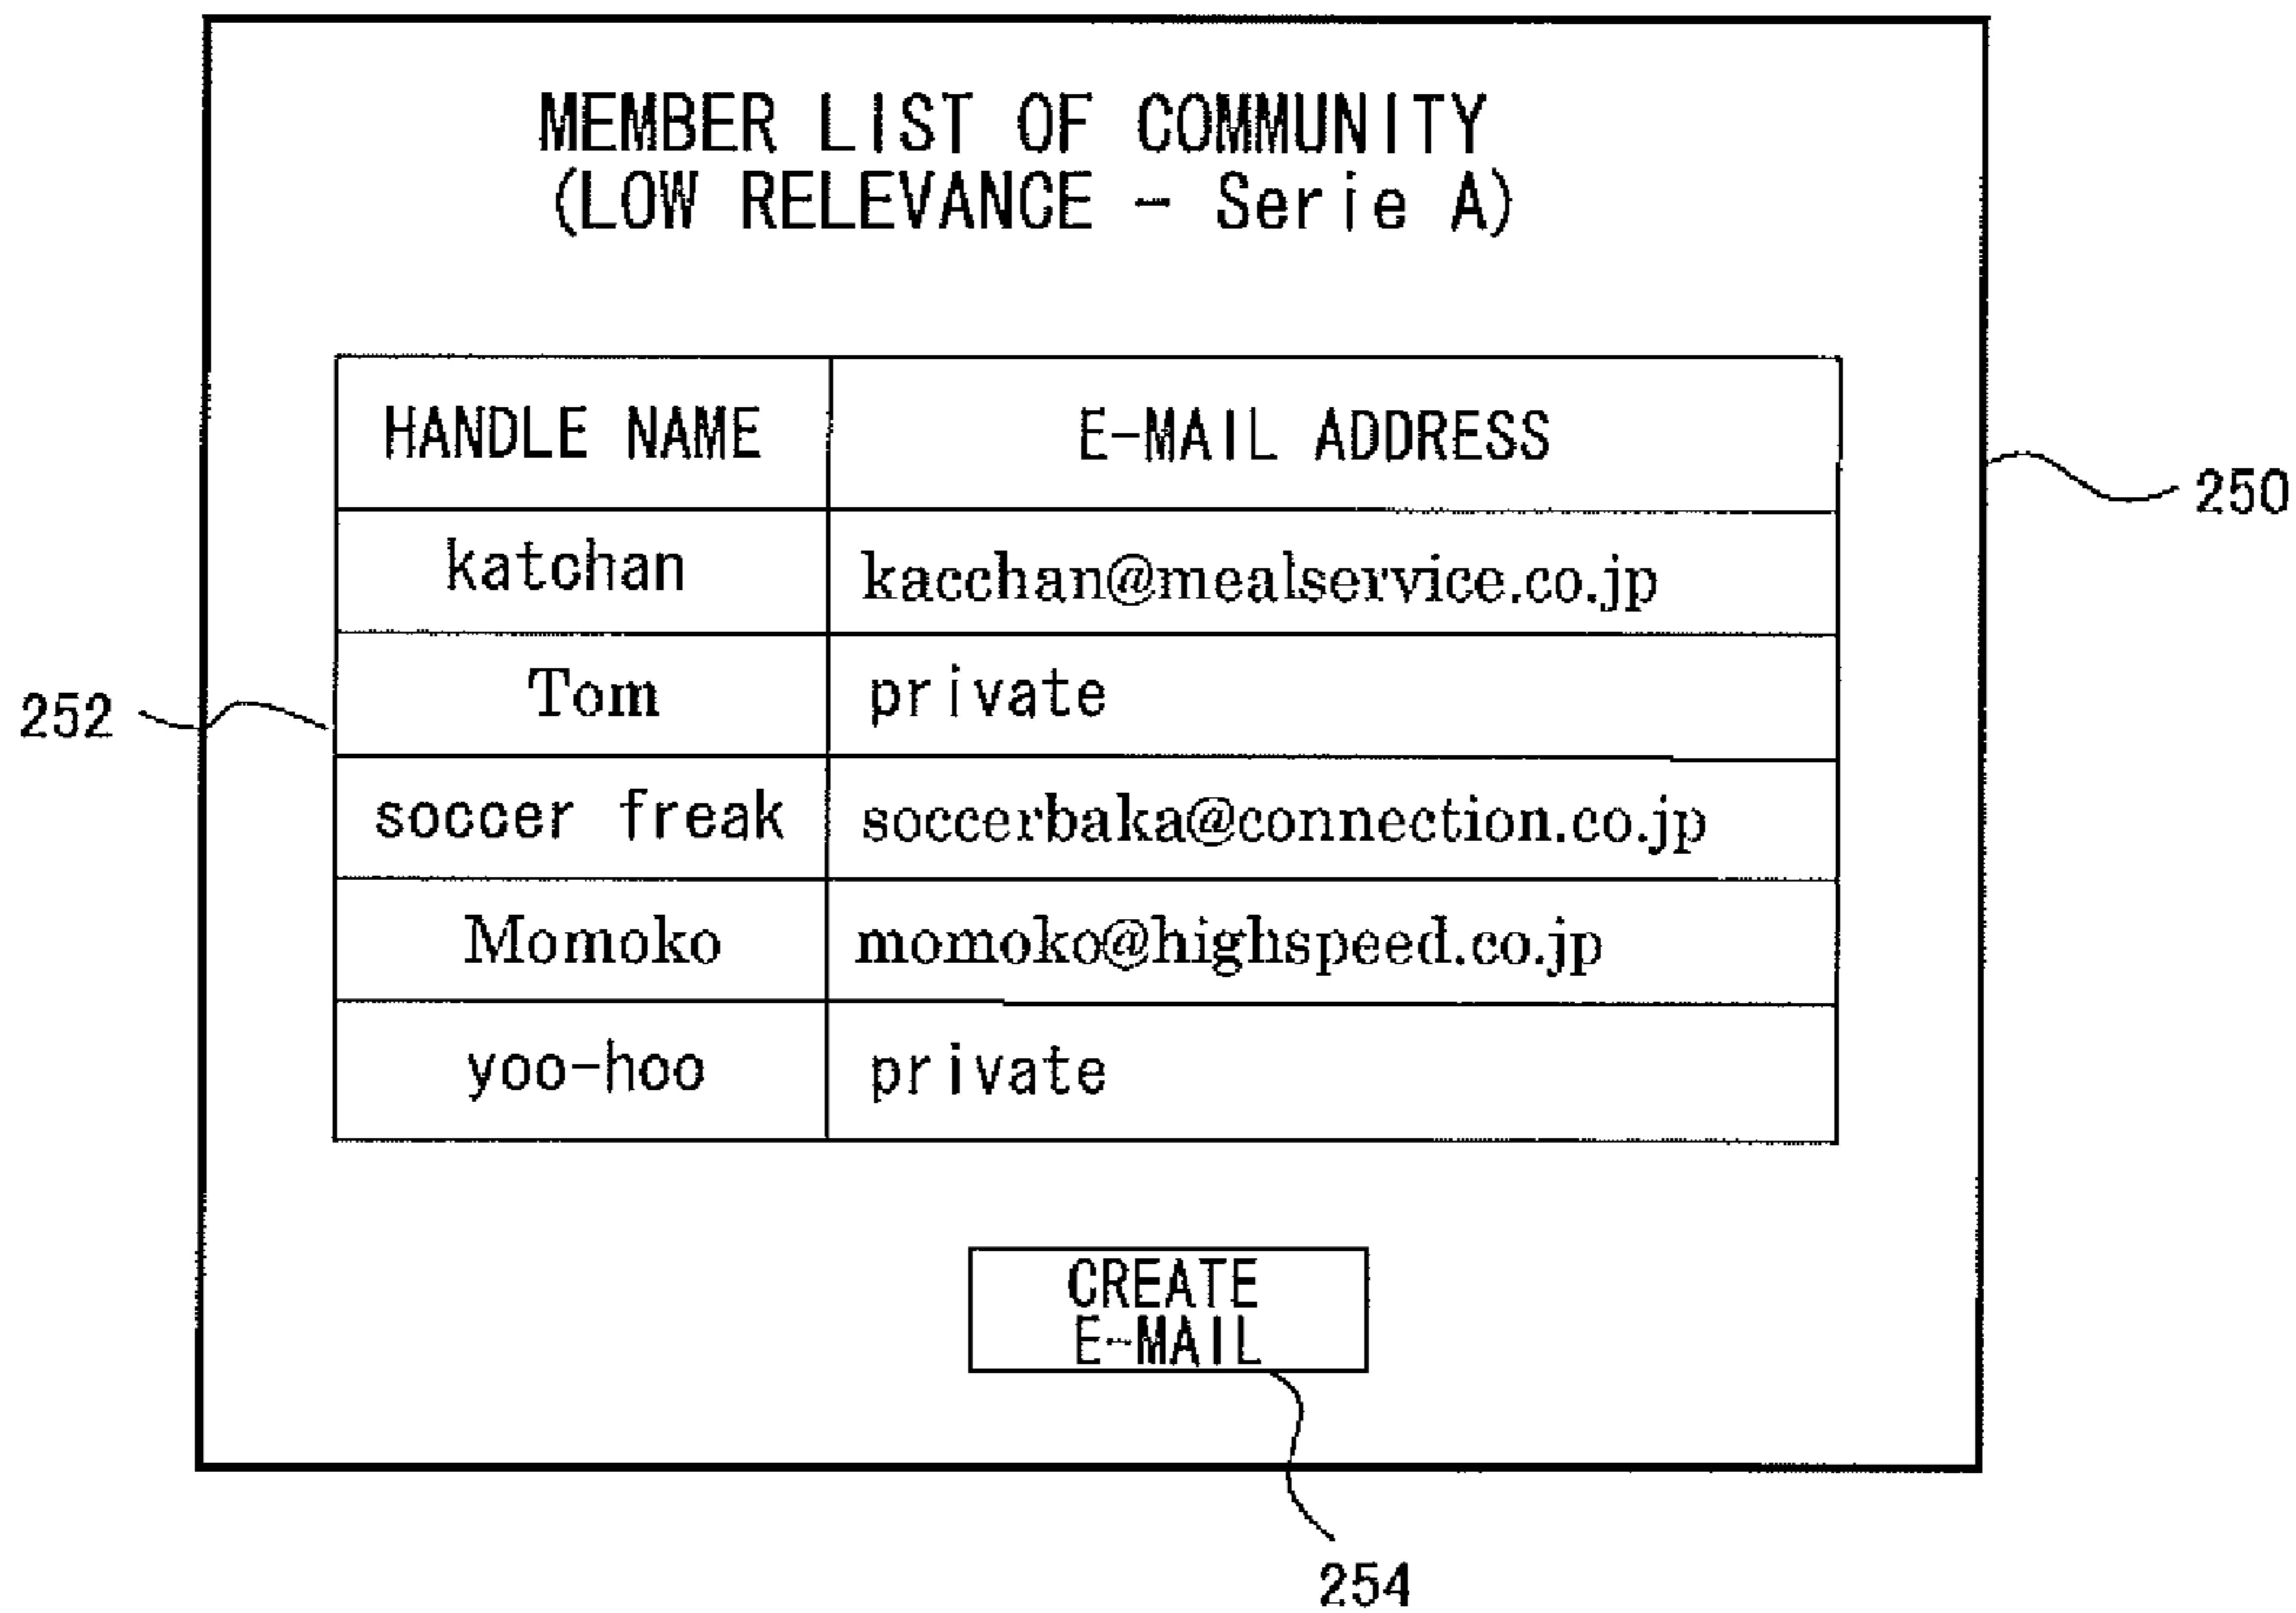 MEMBER LIST OF COMMUNITY
(LOW RELEVANCE - Serie A)
HANDLE NAME E-MAIL ADDRESS
250
katchan kacchan@mealservice.co.jp
Tom private
252
soccer freak soccerbaka@connection.co.jp
Momoko momoko@highspeed.co.jp
yoo-hoo private
CREATE
E-MAIL
254